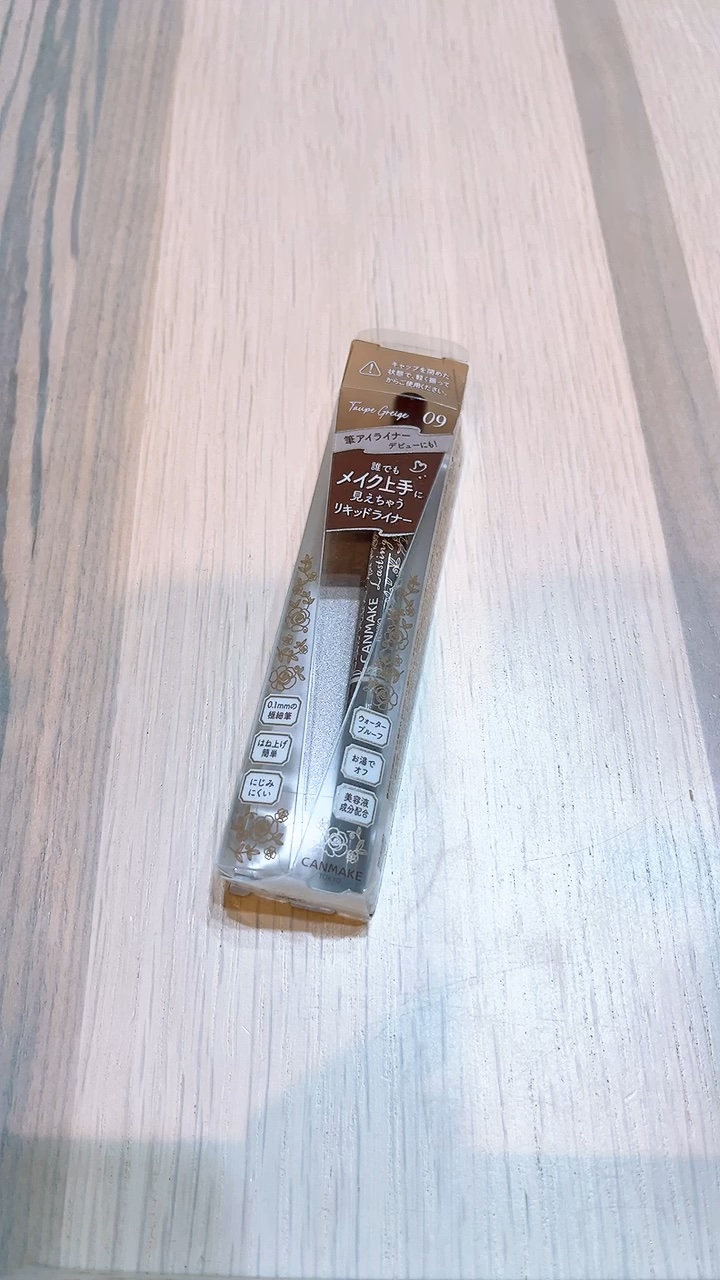 キャップを閉めた
状態で、軽く振って
からご使用ください。
Taupe Greige 09
筆アイライナー
デビューにも!
誰でも
メイク上手に
見えちゃう
リキッドライナー
CANMAKE Lasting
0.1mmの
極細筆
はね上げ
簡単
にじみ
にくい
ウォーター
プルーフ
お湯で
オフ
美容液
成分配合
CANMAKE
TOKYO